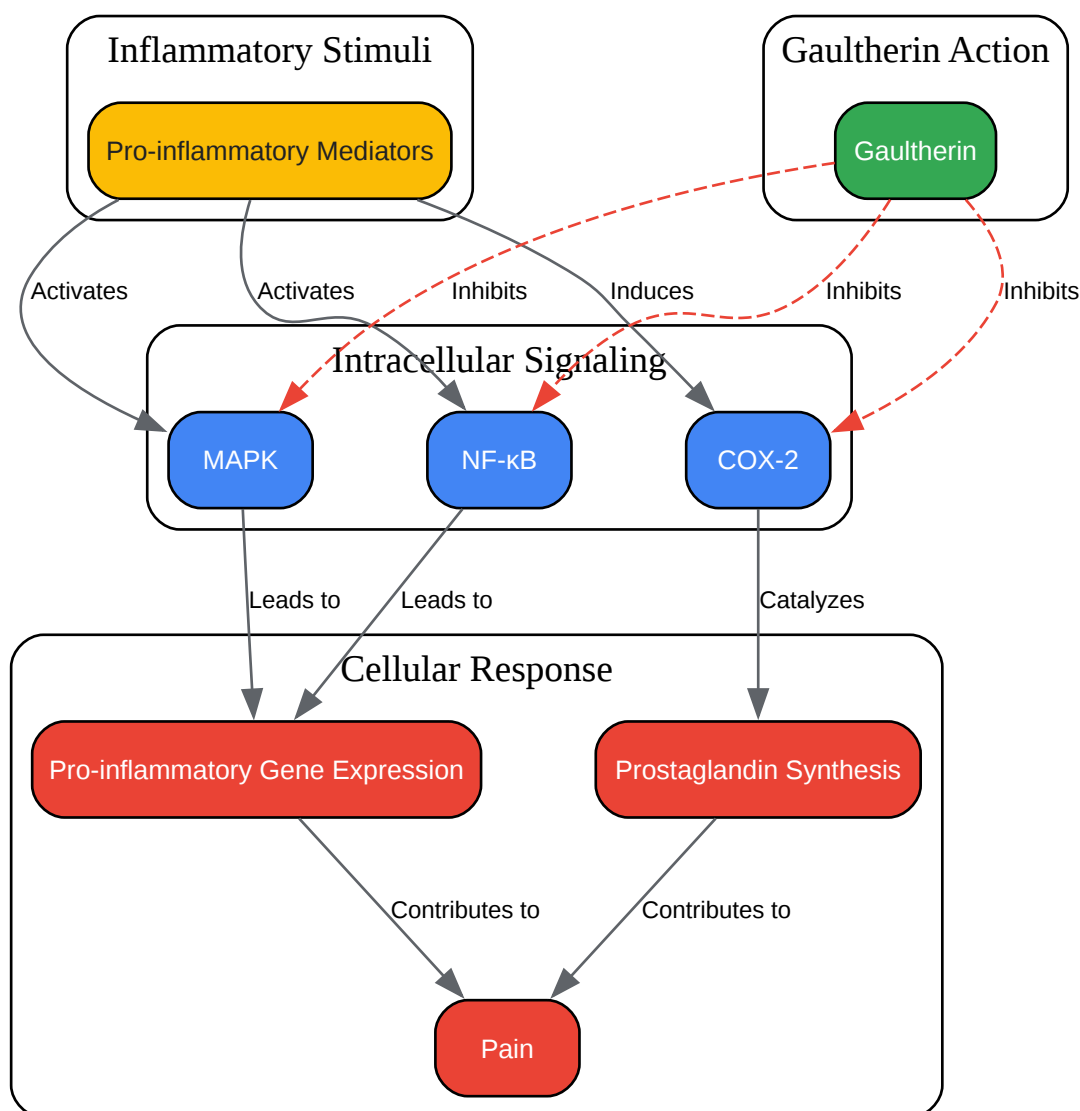 Inflammatory Stimuli
Gaultherin Action
Pro-inflammatory Mediators
Gaultherin
Activates
Activates
Inhibits
Induces
Inhibits
Inhibits
Intracellular Signaling
MAPK
NF-κB
COX-2
Leads to
Leads to
Catalyzes
Cellular Response
Pro-inflammatory Gene Expression
Prostaglandin Synthesis
Contributes to
Contributes to
Pain